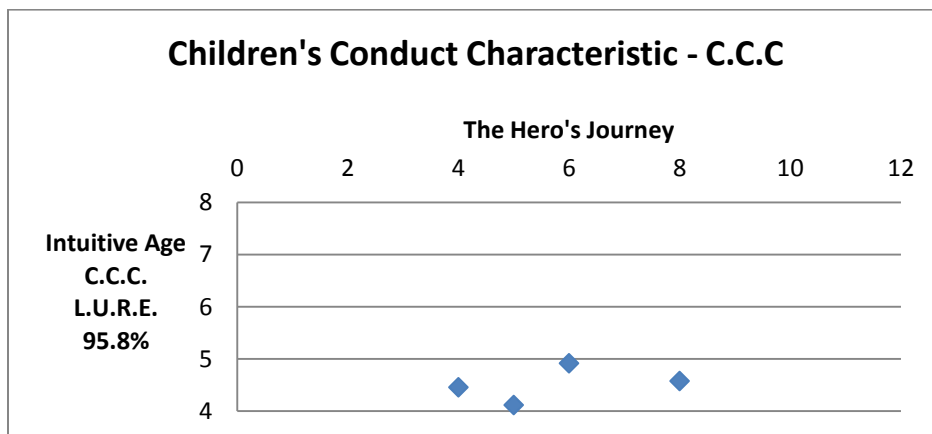 Children's Conduct Characteristic - C.C.C
The Hero's Journey
0 2 4 6 8 10 12
8
7
6
5
4
Intuitive Age
C.C.C.
L.U.R.E.
95.8%